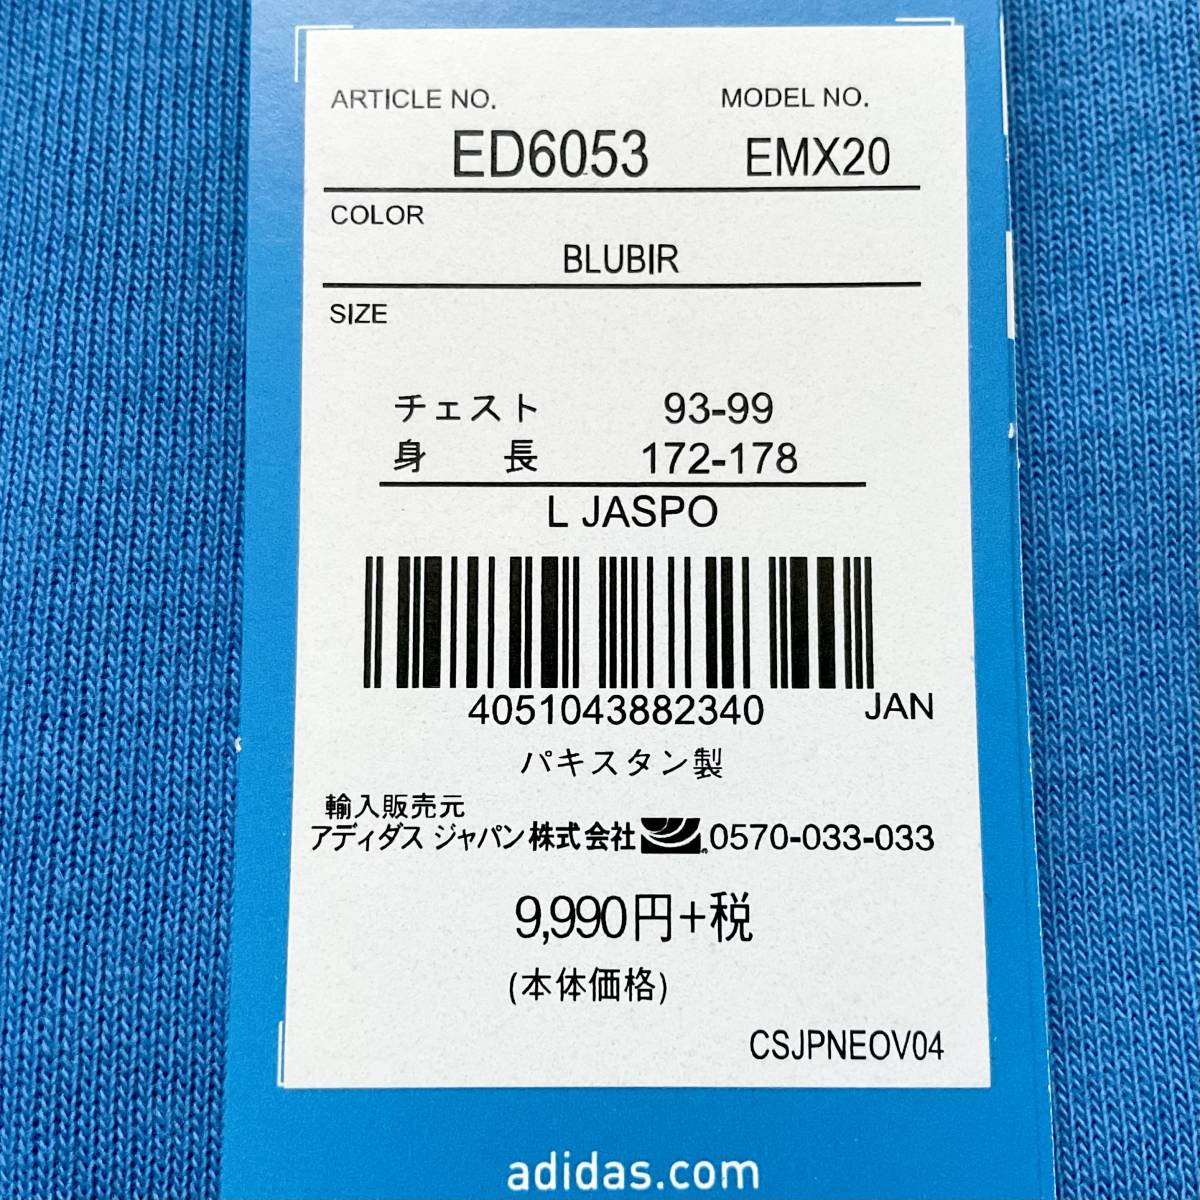 ARTICLE NO. MODEL NO.
ED6053 EMX20
COLOR
BLUBIR
SIZE
チェスト 93-99
身 長 172-178
L JASPO
4051043882340 JAN
パキスタン製
輸入販売元
アディダス ジャパン株式会社 0570-033-033
9,990円+税
(本体価格)
CSJPNEOV04
adidas.com